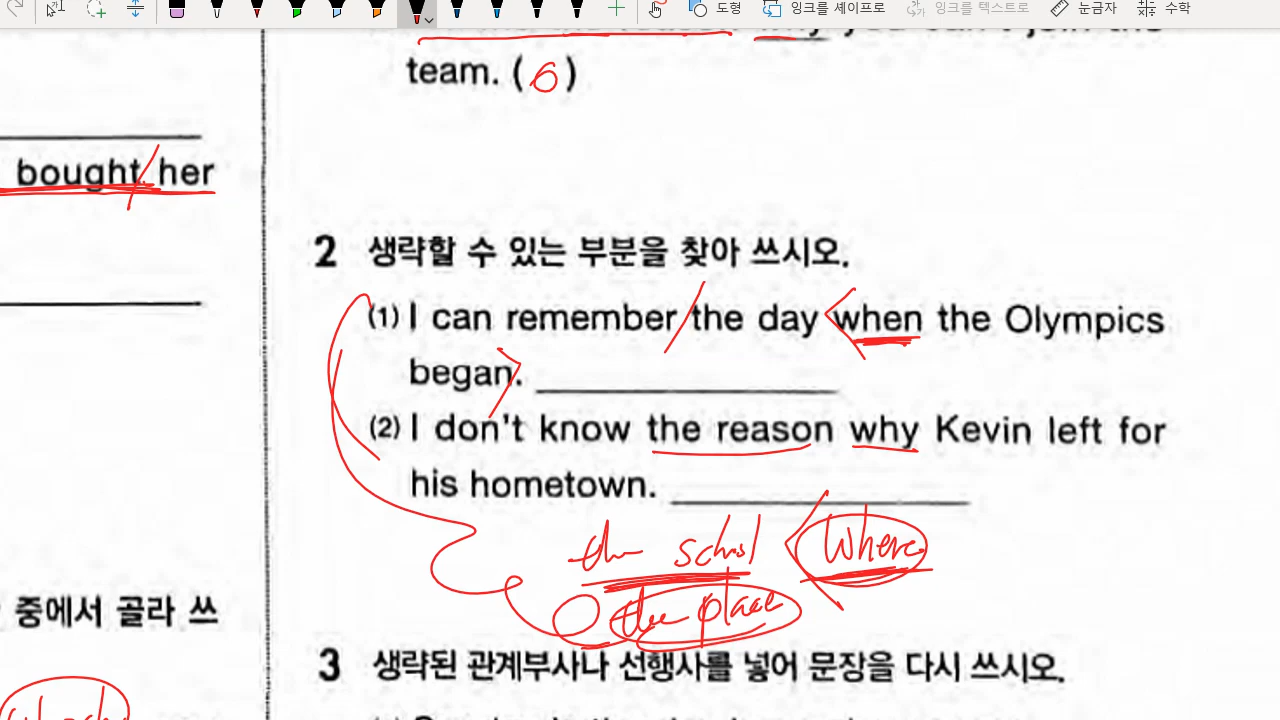 도형 잉크를 셰이프로 잉크를 텍스트로 눈금자 수학
team. (6)
bought her
2 생략할 수 있는 부분을 찾아 쓰시오.
(1) I can remember the day when the Olympics
began.
(2) I don't know the reason why Kevin left for
his hometown.
the school where
the place
중에서 골라 쓰
3 생략된 관계부사나 선행사를 넣어 문장을 다시 쓰시오.